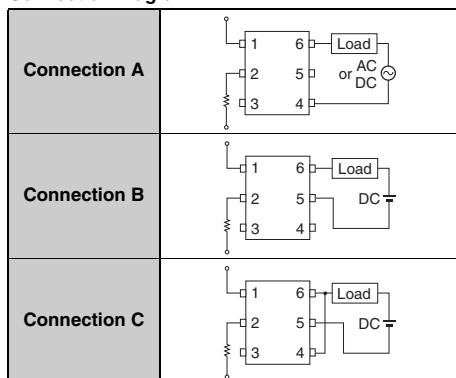 Connection A
1 6 Load
2 5 or AC
DC
3 4
Connection B
1 6 Load
2 5 DC
3 4
Connection C
1 6 Load
2 5 DC
3 4